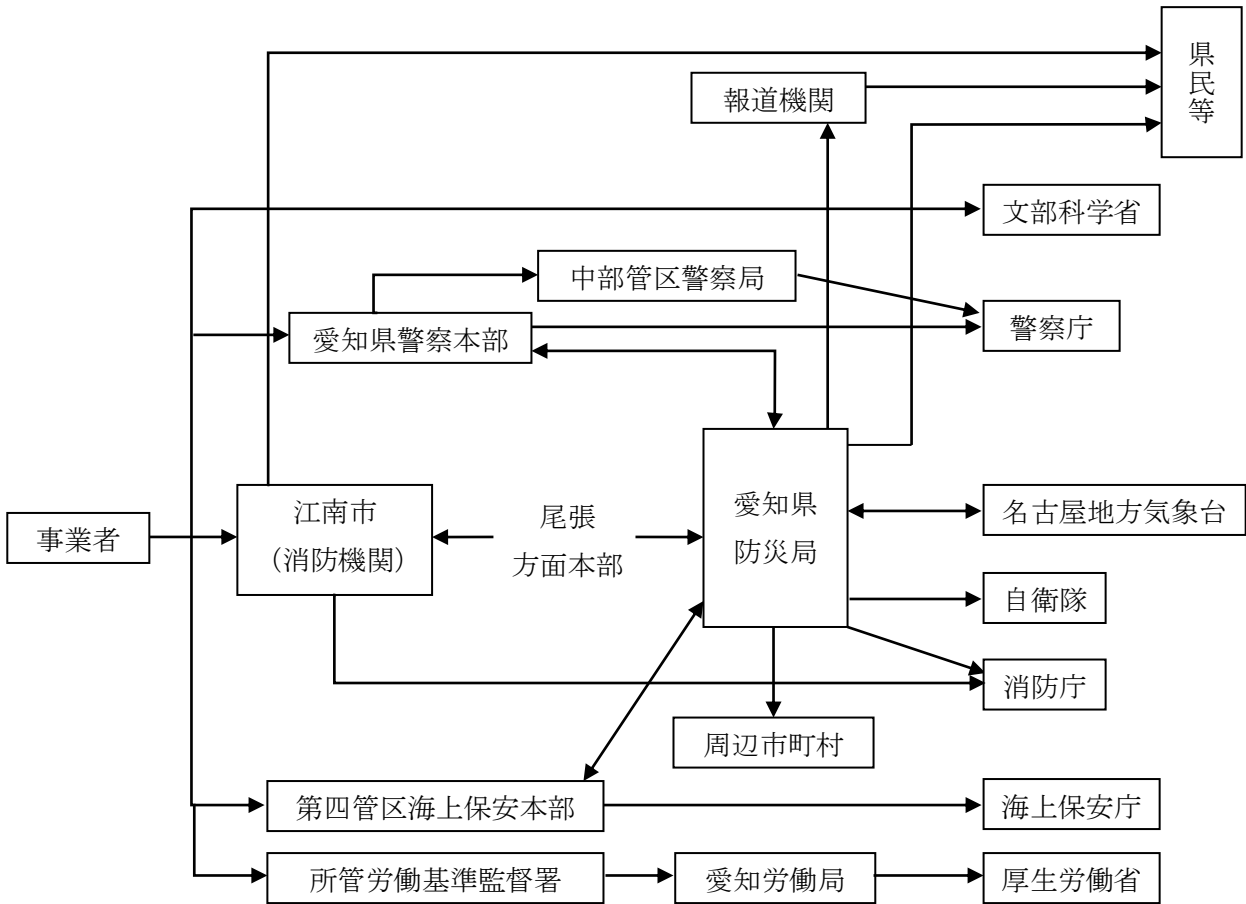 県民等
報道機関
文部科学省
中部管区警察局
愛知県警察本部
警察庁
事業者
江南市
（消防機関）
尾張
方面本部
愛知県
防災局
名古屋地方気象台
自衛隊
消防庁
周辺市町村
第四管区海上保安本部
海上保安庁
所管労働基準監督署
愛知労働局
厚生労働省